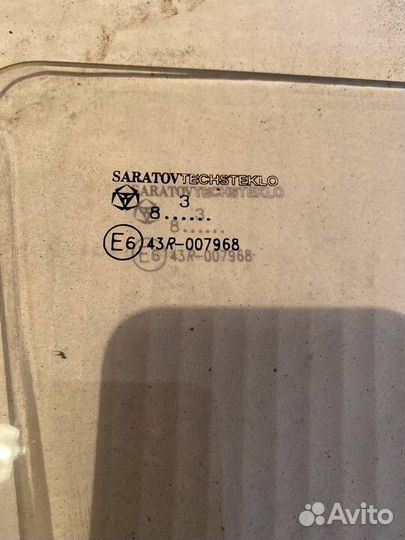 SARATOVTECHSTEKLO
3
8......
E6 43R-007968
Avito